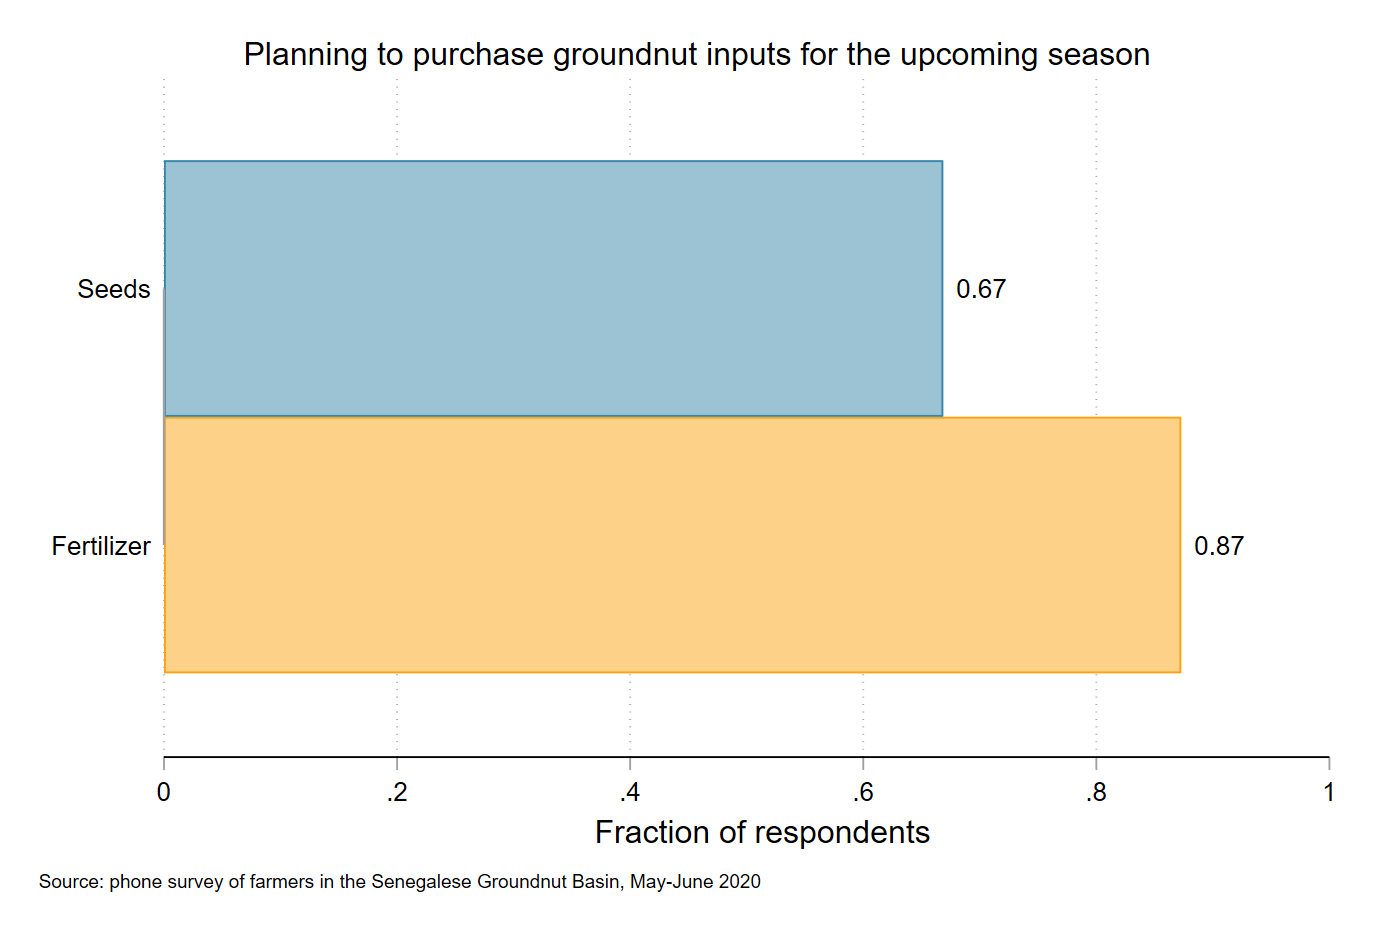 Planning to purchase groundnut inputs for the upcoming season
Seeds
0.67
Fertilizer
0.87
0 .2 .4 .6 .8 1
Fraction of respondents
Source: phone survey of farmers in the Senegalese Groundnut Basin, May-June 2020